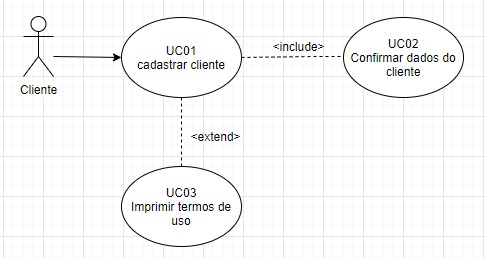 UC01
cadastrar cliente
<include>
UC02
Confirmar dados do
cliente
Cliente
<extend>
UC03
Imprimir termos de
uso